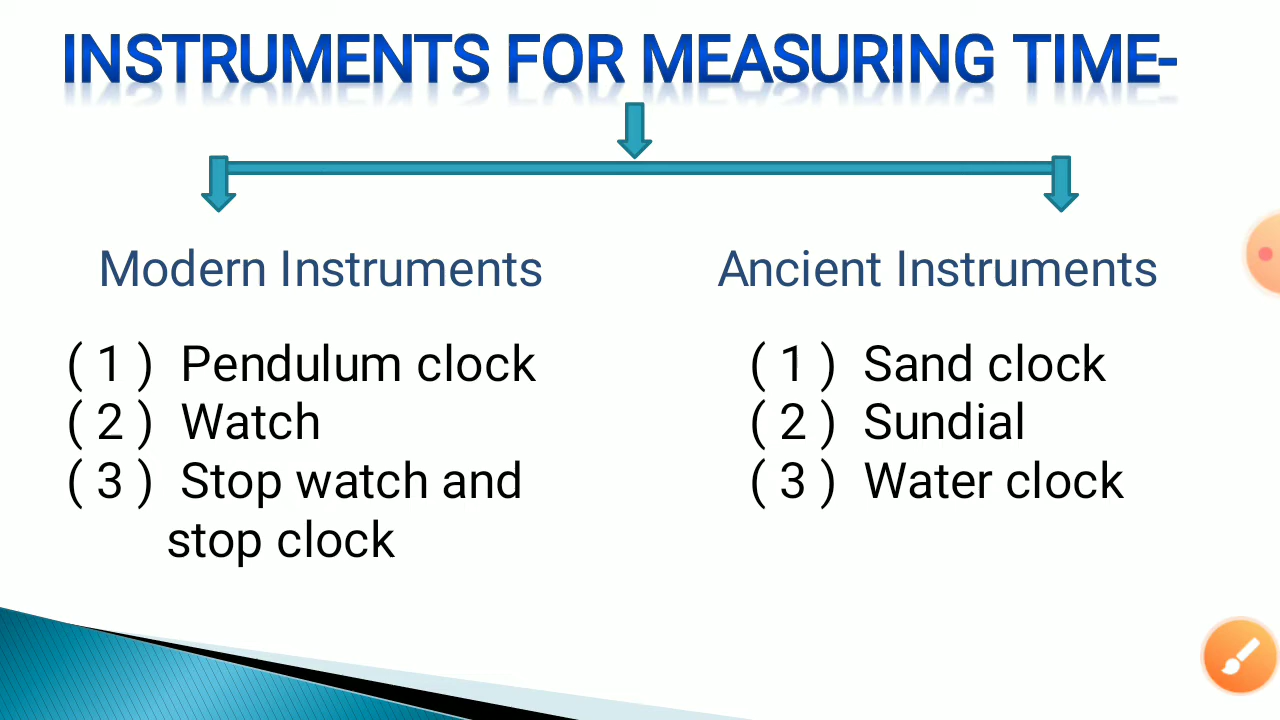 INSTRUMENTS FOR MEASURING TIME-
Modern Instruments
( 1 ) Pendulum clock
( 2 ) Watch
( 3 ) Stop watch and
stop clock
Ancient Instruments
( 1 ) Sand clock
( 2 ) Sundial
( 3 ) Water clock